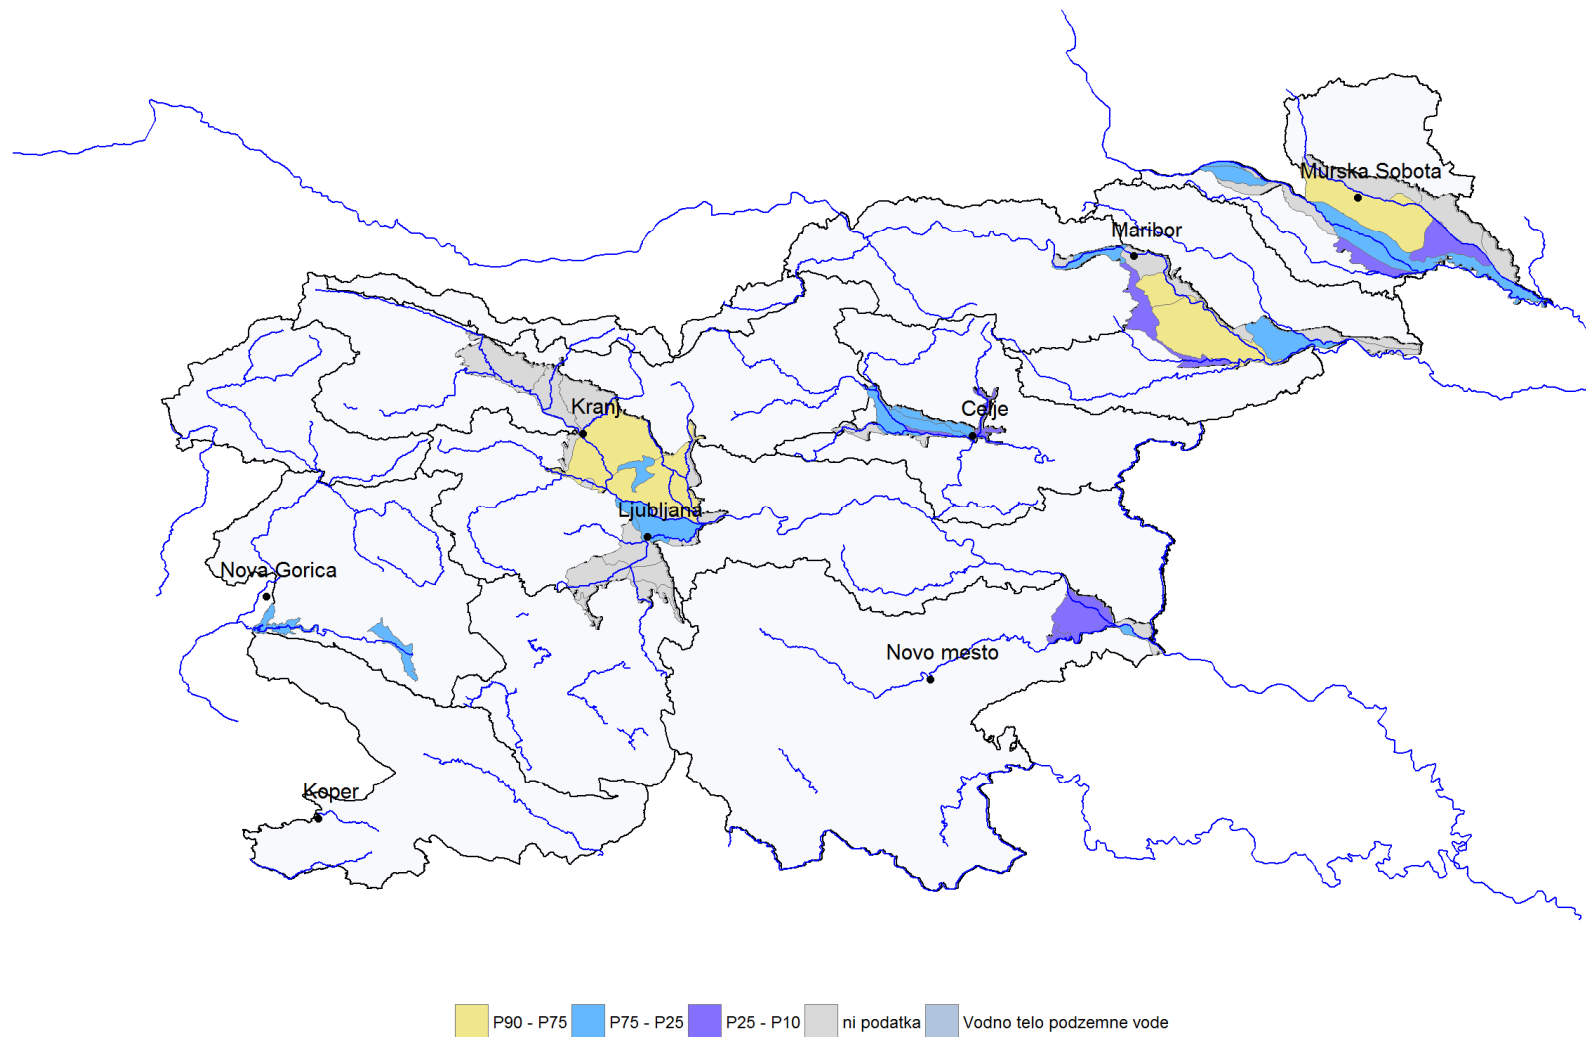 Murska Sobota
Maribor
Kranj
Celje
Ljubljana
Nova Gorica
Novo mesto
Koper
P90 - P75 P75 - P25 P25 - P10 ni podatka Vodno telo podzemne vode